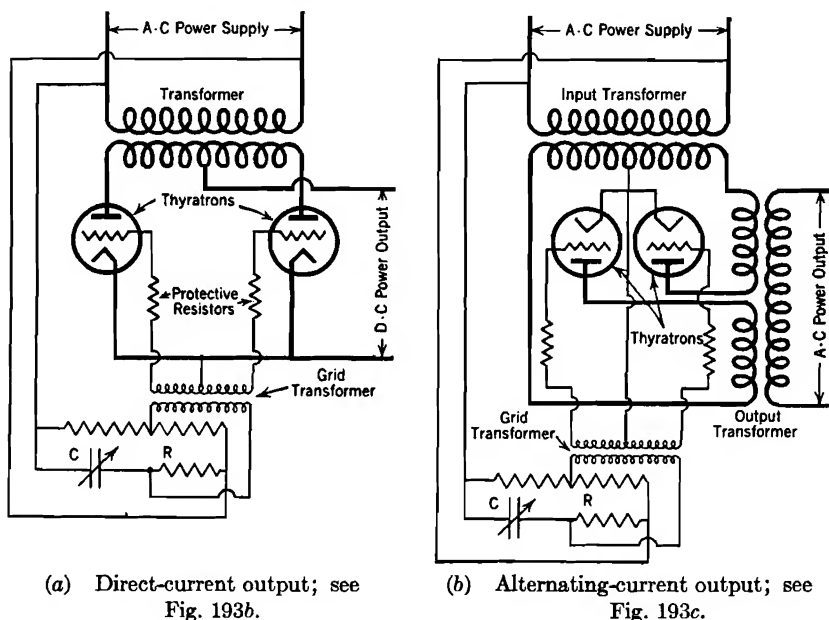 A-C Power Supply
Transformer
Thyratrons
Protective
Resistors
D-C Power Output
Grid
Transformer
C
R
(a) Direct-current output; see
Fig. 193b.
A-C Power Supply
Input Transformer
Thyratrons
A-C Power Output
Grid
Transformer
Output
Transformer
C
R
(b) Alternating-current output; see
Fig. 193c.